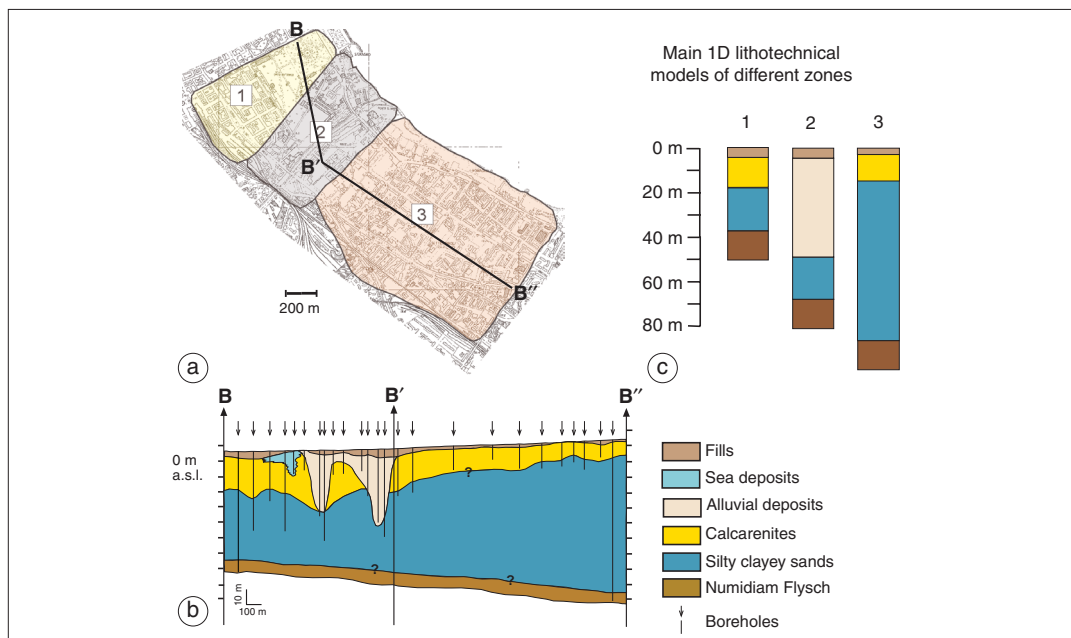 B
1
2
B'
3
B''
200 m
a
Main 1D lithotechnical
models of different zones
1 2 3
0 m
20 m
40 m
60 m
80 m
c
B B' B''
0 m
a.s.l.
?
?
?
10 m
100 m
b
Fills
Sea deposits
Alluvial deposits
Calcarenites
Silty clayey sands
Numidiam Flysch
Boreholes